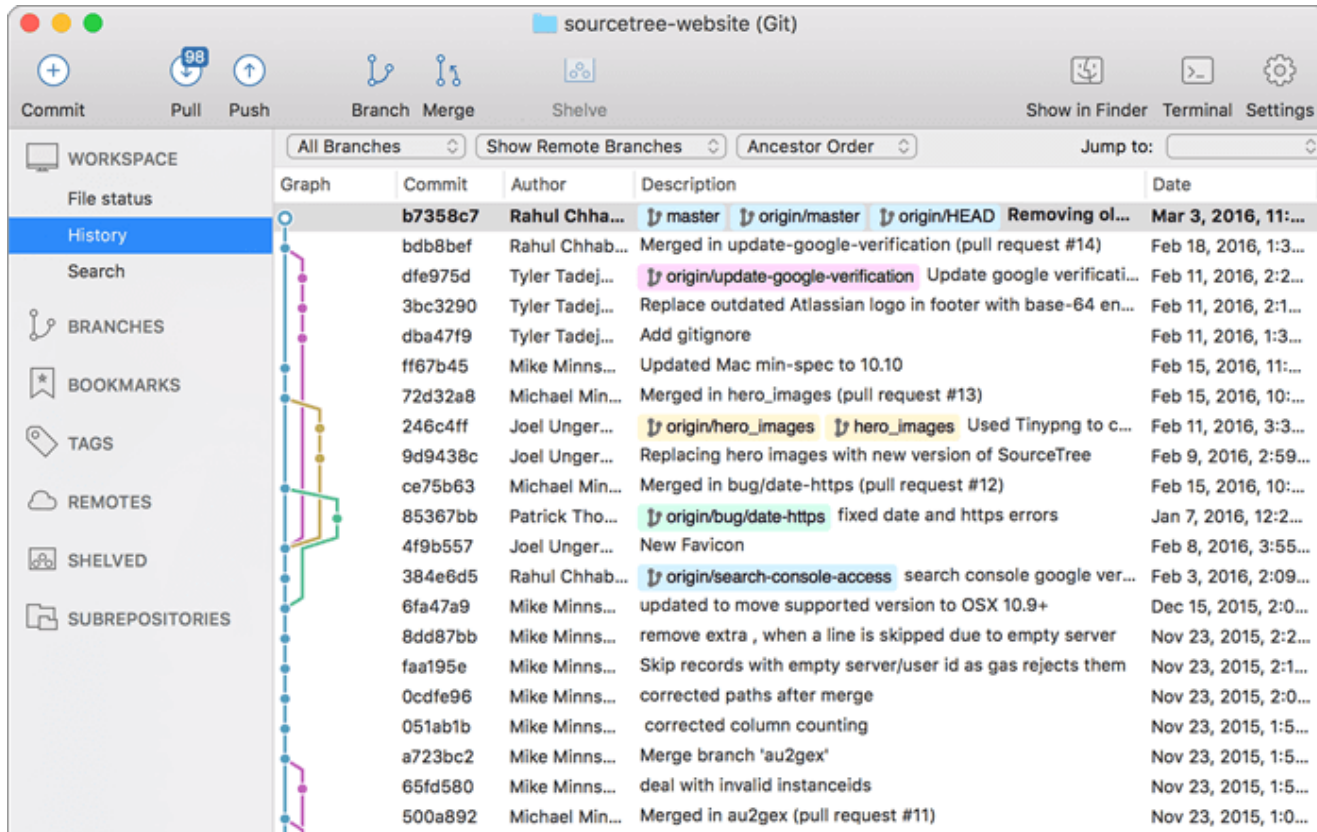 sourcetree-website (Git)
98
Commit Pull Push Branch Merge Shelve Show in Finder Terminal Settings
WORKSPACE
File status
History
Search
BRANCHES
BOOKMARKS
TAGS
REMOTES
SHELVED
SUBREPOSITORIES
All Branches Show Remote Branches Ancestor Order Jump to:
Graph Commit Author Description Date
b7358c7 Rahul Chha... master origin/master origin/HEAD Removing ol... Mar 3, 2016, 11:...
bdb8bef Rahul Chhab... Merged in update-google-verification (pull request #14) Feb 18, 2016, 1:3...
dfe975d Tyler Tadej... origin/update-google-verification Update google verificati... Feb 11, 2016, 2:2...
3bc3290 Tyler Tadej... Replace outdated Atlassian logo in footer with base-64 en... Feb 11, 2016, 2:1...
dba47f9 Tyler Tadej... Add gitignore Feb 11, 2016, 1:3...
ff67b45 Mike Minns... Updated Mac min-spec to 10.10 Feb 15, 2016, 11:...
72d32a8 Michael Min... Merged in hero_images (pull request #13) Feb 15, 2016, 10:...
246c4ff Joel Unger... origin/hero_images hero_images Used Tinypng to c... Feb 11, 2016, 3:3...
9d9438c Joel Unger... Replacing hero images with new version of SourceTree Feb 9, 2016, 2:59...
ce75b63 Michael Min... Merged in bug/date-https (pull request #12) Feb 15, 2016, 10:...
85367bb Patrick Tho... origin/bug/date-https fixed date and https errors Jan 7, 2016, 12:2...
4f9b557 Joel Unger... New Favicon Feb 8, 2016, 3:55...
384e6d5 Rahul Chhab... origin/search-console-access search console google ver... Feb 3, 2016, 2:09...
6fa47a9 Mike Minns... updated to move supported version to OSX 10.9+ Dec 15, 2015, 2:0...
8dd87bb Mike Minns... remove extra , when a line is skipped due to empty server Nov 23, 2015, 2:2...
faa195e Mike Minns... Skip records with empty server/user id as gas rejects them Nov 23, 2015, 2:1...
0cdfe96 Mike Minns... corrected paths after merge Nov 23, 2015, 2:0...
051ab1b Mike Minns... corrected column counting Nov 23, 2015, 1:5...
a723bc2 Mike Minns... Merge branch 'au2gex' Nov 23, 2015, 1:5...
65fd580 Mike Minns... deal with invalid instanceids Nov 23, 2015, 1:5...
500a892 Michael Min... Merged in au2gex (pull request #11) Nov 23, 2015, 1:0...